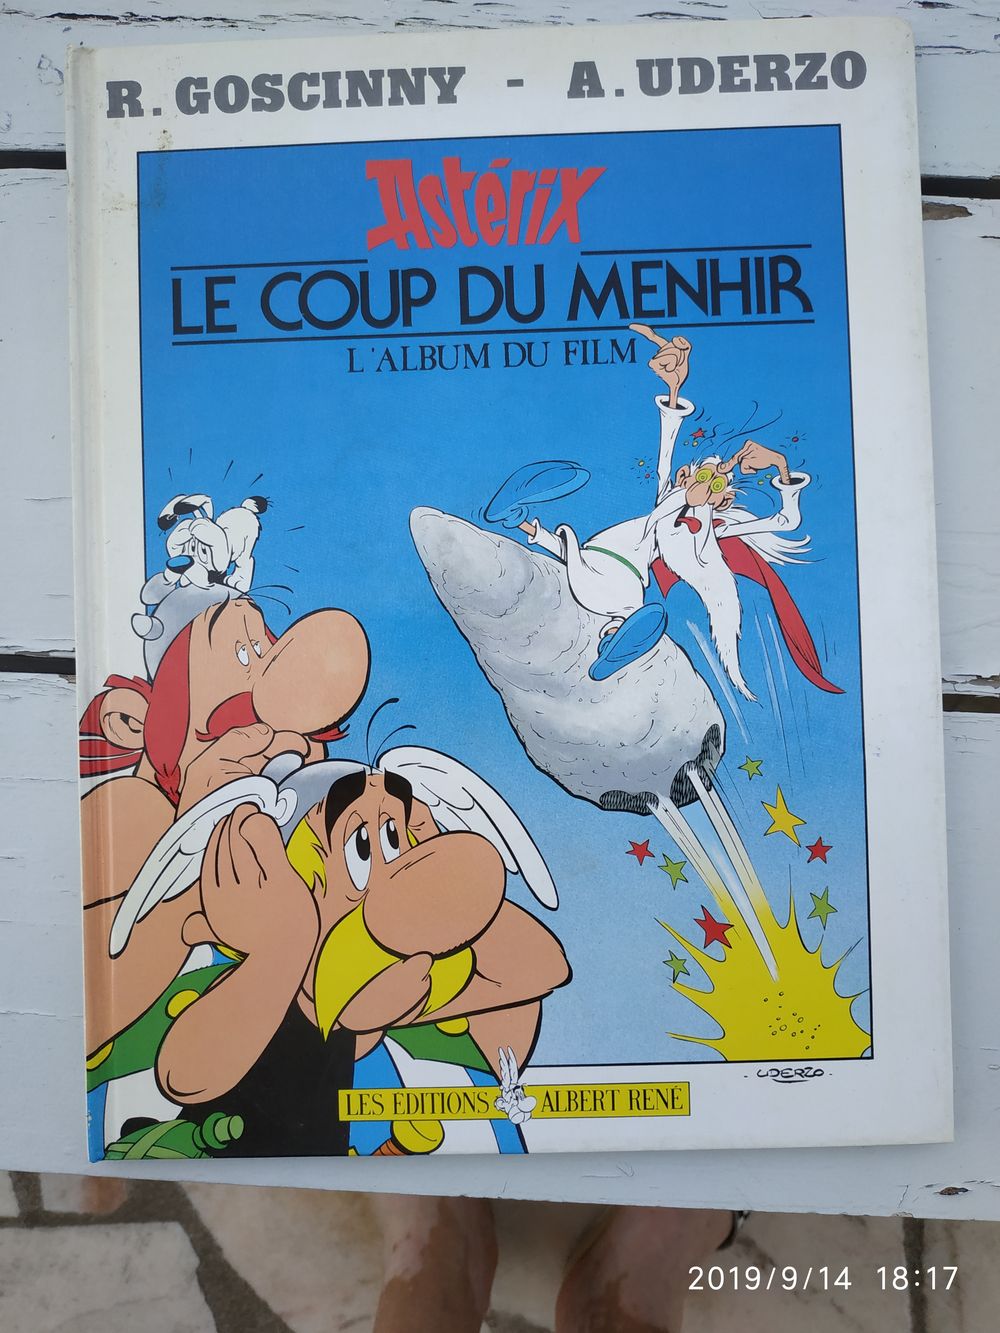 R. GOSCINNY - A. UDERZO
Astérix
LE COUP DU MENHIR
L'ALBUM DU FILM
- UDERZO -
LES ÉDITIONS ALBERT RENÉ
2019/9/14 18:17